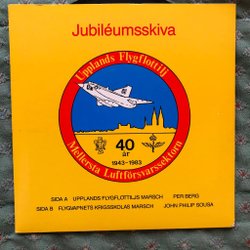 Jubiléumsskiva
Upplands Flygflottilj
40
år
1943-1983
Mellersta Luftförsvarssektorn
SIDA A UPPLANDS FLYGFLOTTILJS MARSCH PER BERG
SIDA B FLYGVAPNETS KRIGSSKOLAS MARSCH JOHN PHILIP SOUSA